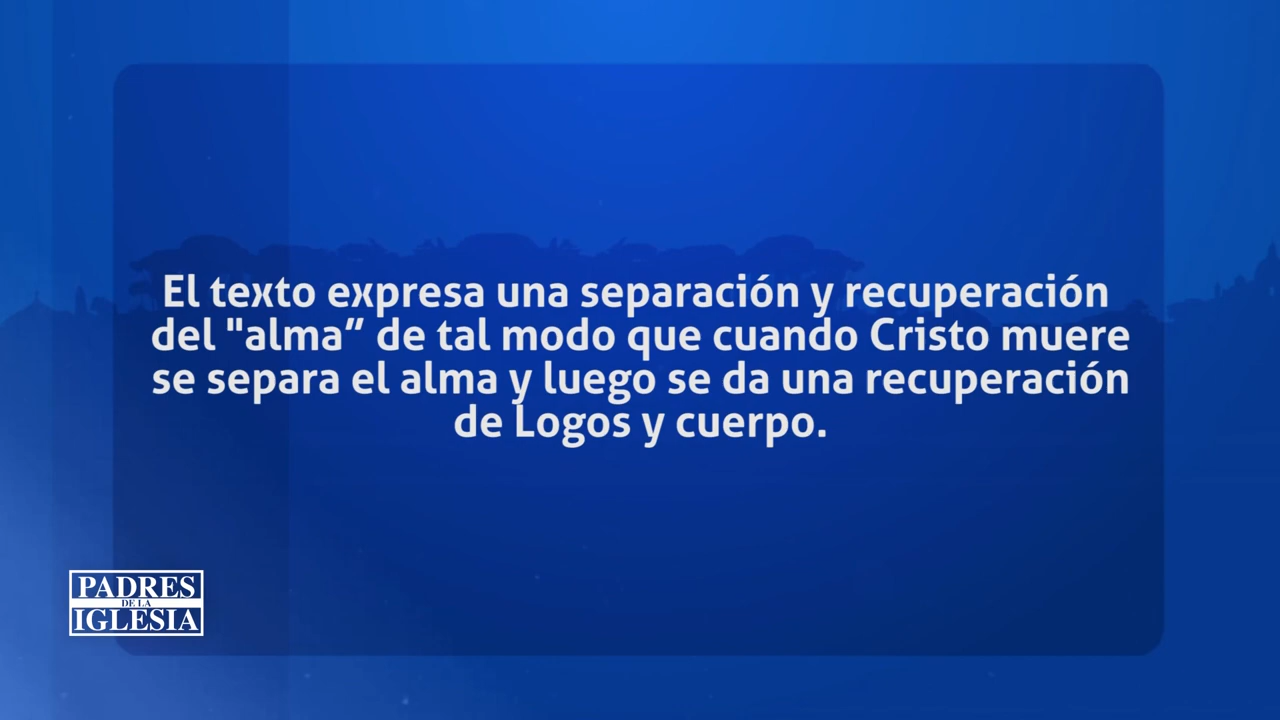 El texto expresa una separación y recuperación
del "alma” de tal modo que cuando Cristo muere
se separa el alma y luego se da una recuperación
de Logos y cuerpo.
PADRES
DE LA
IGLESIA